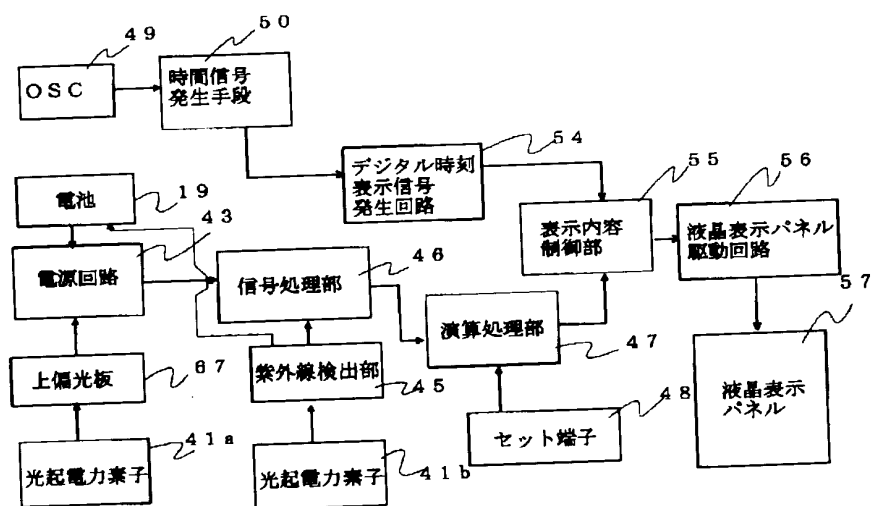 49
50
OSC
時間信号
発生手段
54
デジタル時刻
表示信号
発生回路
55
56
電池
19
43
表示内容
制御部
液晶表示パネル
駆動回路
電源回路
信号処理部
46
57
演算処理部
47
上偏光板
67
紫外線検出部
45
液晶表示
パネル
48
セット端子
41a
光起電力素子
41b
光起電力素子